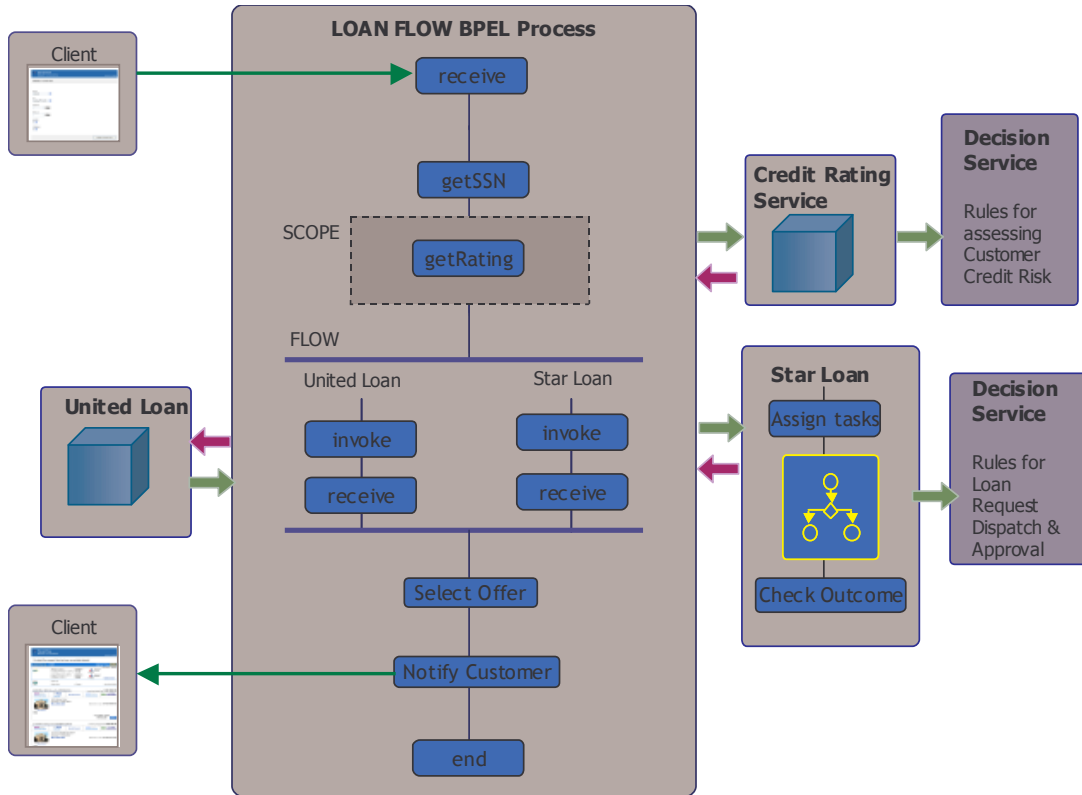 LOAN FLOW BPEL Process
Client
receive
getSSN
SCOPE
getRating
Credit Rating
Service
Decision
Service
Rules for
assessing
Customer
Credit Risk
FLOW
United Loan
Star Loan
invoke
invoke
receive
receive
United Loan
Star Loan
Assign tasks
Check Outcome
Decision
Service
Rules for
Loan
Request
Dispatch &
Approval
Select Offer
Client
Notify Customer
end